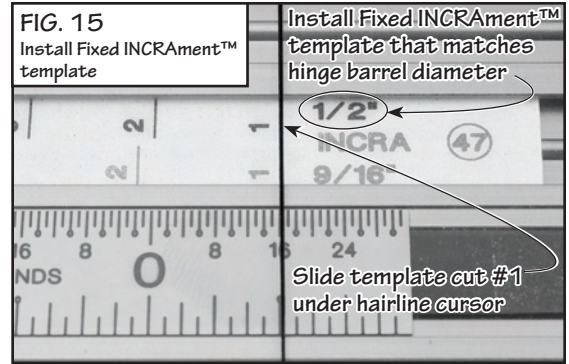 FIG. 15
Install Fixed INCRAment™
template
Install Fixed INCRAment™
template that matches
hinge barrel diameter
2 1 1/2"
INCRA 47
2 1 9/16"
16 8 0 8 16 24
NDS
Slide template cut #1
under hairline cursor